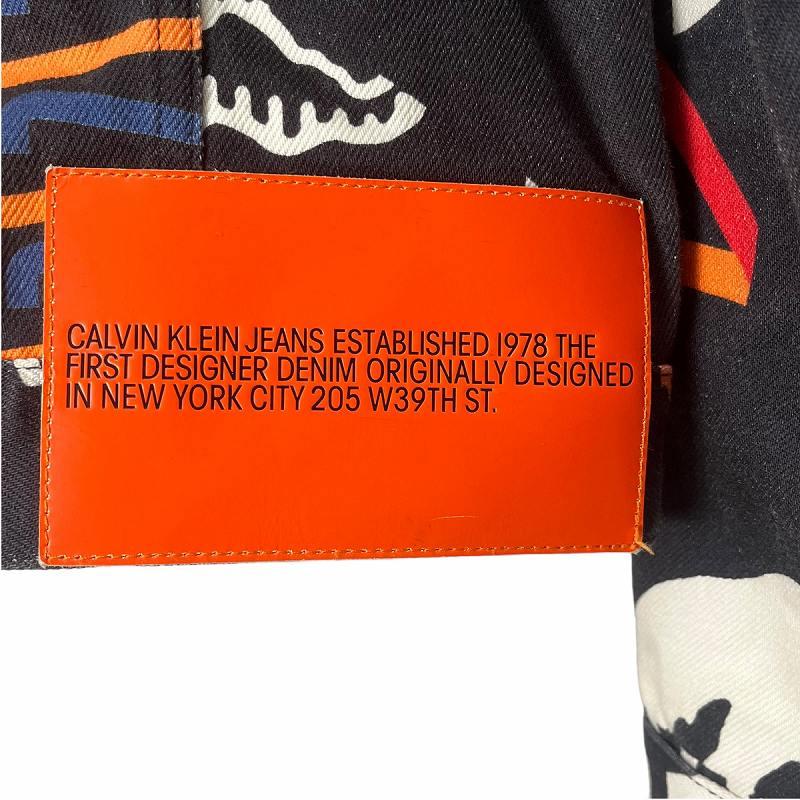 CALVIN KLEIN JEANS ESTABLISHED 1978 THE
FIRST DESIGNER DENIM ORIGINALLY DESIGNED
IN NEW YORK CITY 205 W39TH ST.